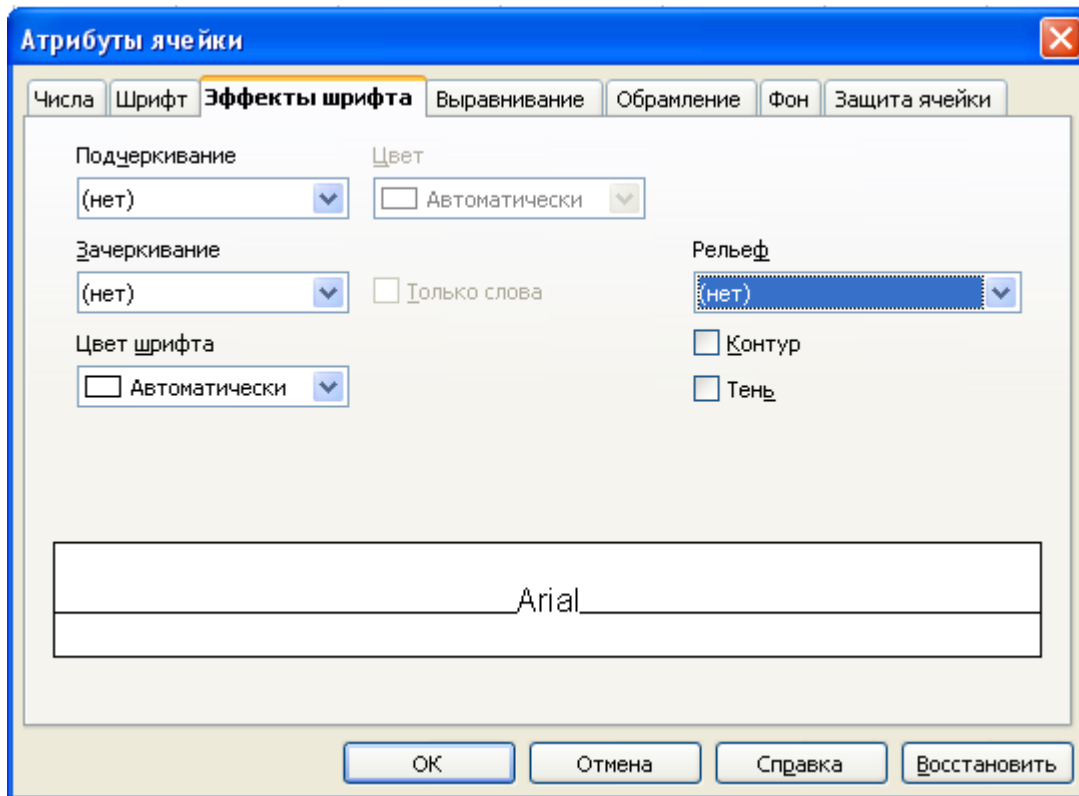 Атрибуты ячейки
Числа Шрифт Эффекты шрифта Выравнивание Обрамление Фон Защита ячейки
Подчеркивание Цвет
(нет) Автоматически
Зачеркивание Рельеф
(нет) Только слова (нет)
Цвет шрифта Контур
Автоматически Тень
Arial
ОК Отмена Справка Восстановить